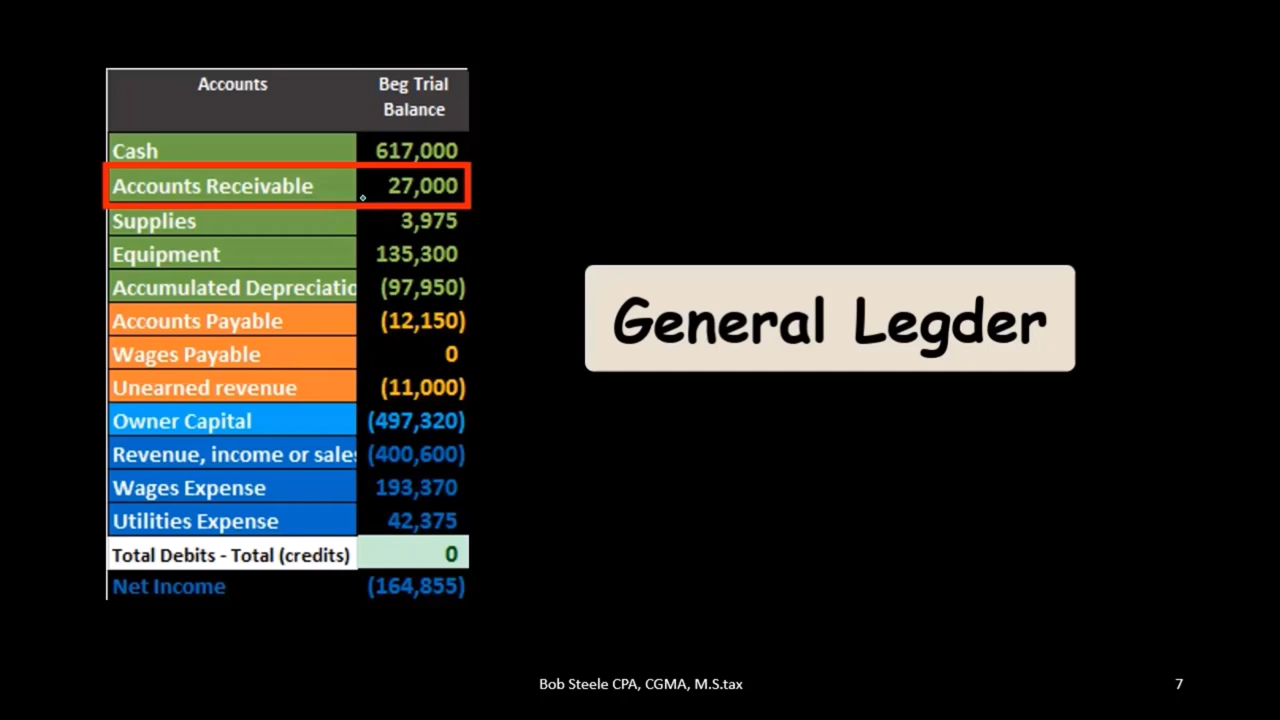 Accounts Beg Trial
Balance
Cash 617,000
Accounts Receivable 27,000
Supplies 3,975
Equipment 135,300
Accumulated Depreciatio (97,950)
Accounts Payable (12,150)
Wages Payable 0
Unearned revenue (11,000)
Owner Capital (497,320)
Revenue, income or sales (400,600)
Wages Expense 193,370
Utilities Expense 42,375
Total Debits - Total (credits) 0
Net Income (164,855)
General Legder
Bob Steele CPA, CGMA, M.S.tax 7